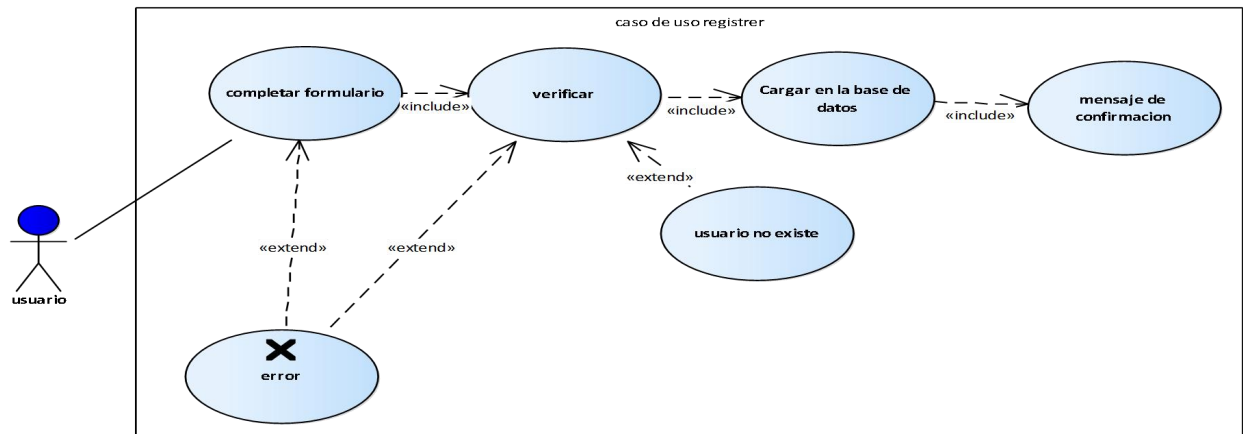 caso de uso registrer
completar formulario
«include»
verificar
«include»
Cargar en la base de
datos
«include»
mensaje de
confirmacion
«extend»
usuario no existe
«extend»
«extend»
usuario
error